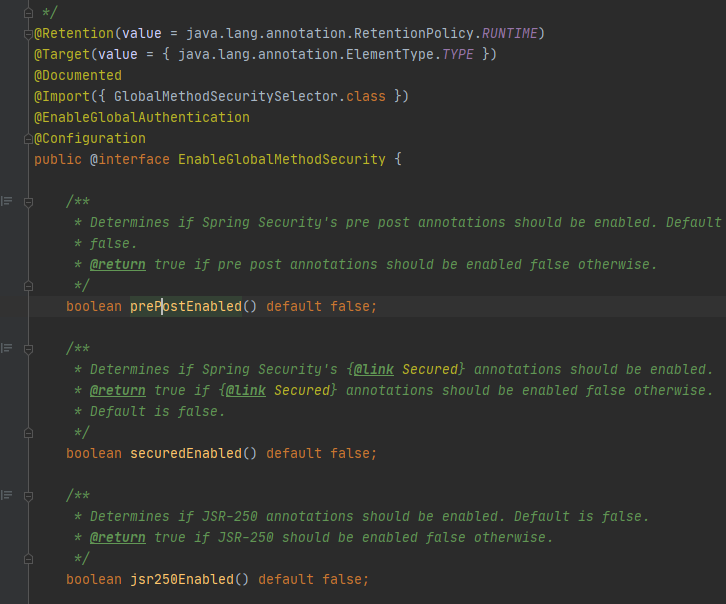 */
@Retention(value = java.lang.annotation.RetentionPolicy.RUNTIME)
@Target(value = { java.lang.annotation.ElementType.TYPE })
@Documented
@Import({ GlobalMethodSecuritySelector.class })
@EnableGlobalAuthentication
@Configuration
public @interface EnableGlobalMethodSecurity {
/**
* Determines if Spring Security's pre post annotations should be enabled. Default
* false.
* @return true if pre post annotations should be enabled false otherwise.
*/
boolean prePostEnabled() default false;
/**
* Determines if Spring Security's {@link Secured} annotations should be enabled.
* @return true if {@link Secured} annotations should be enabled false otherwise.
* Default is false.
*/
boolean securedEnabled() default false;
/**
* Determines if JSR-250 annotations should be enabled. Default is false.
* @return true if JSR-250 should be enabled false otherwise.
*/
boolean jsr250Enabled() default false;